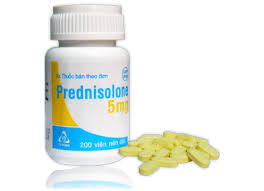 Rx Thuốc bán theo đơn
Prednisolone
5mg
200 viên nén dài